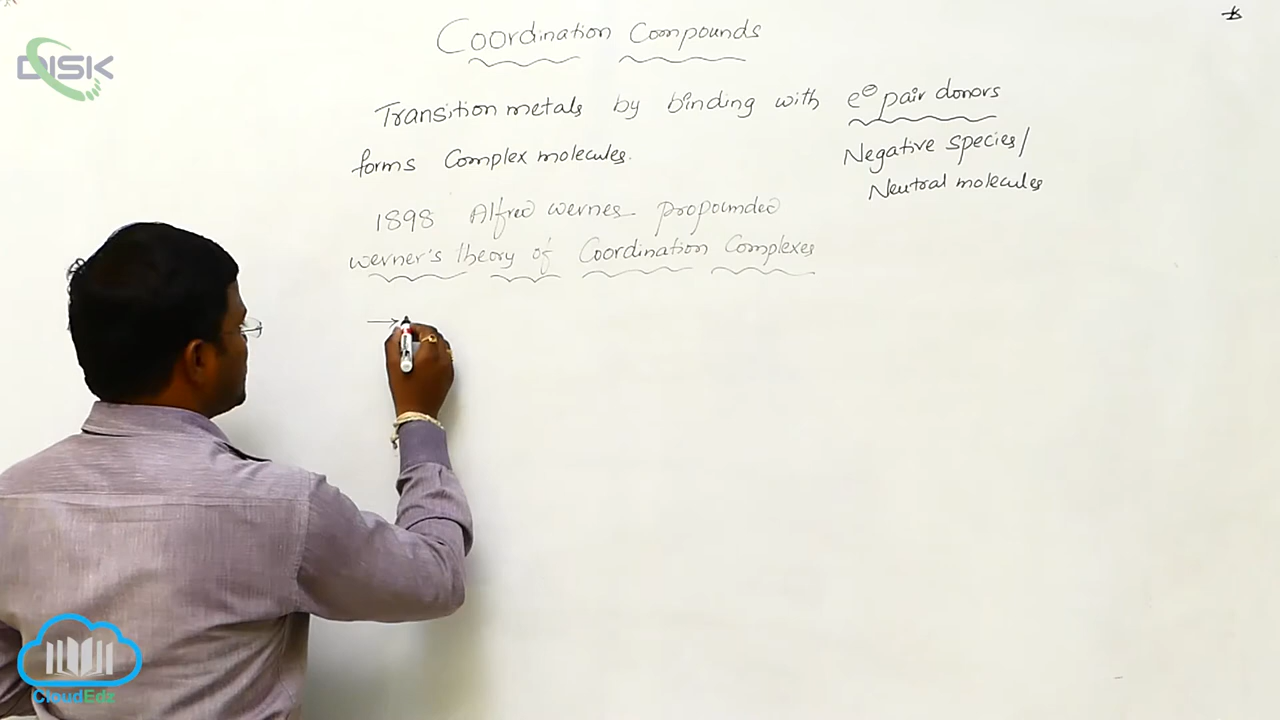 DISK
Coordination Compounds
Transition metals by binding with e⊖ pair donors
Negative species/
Neutral molecules
forms Complex molecules.
1898 Alfred Werner propounded
Werner's theory of Coordination Complexes
CloudEdz